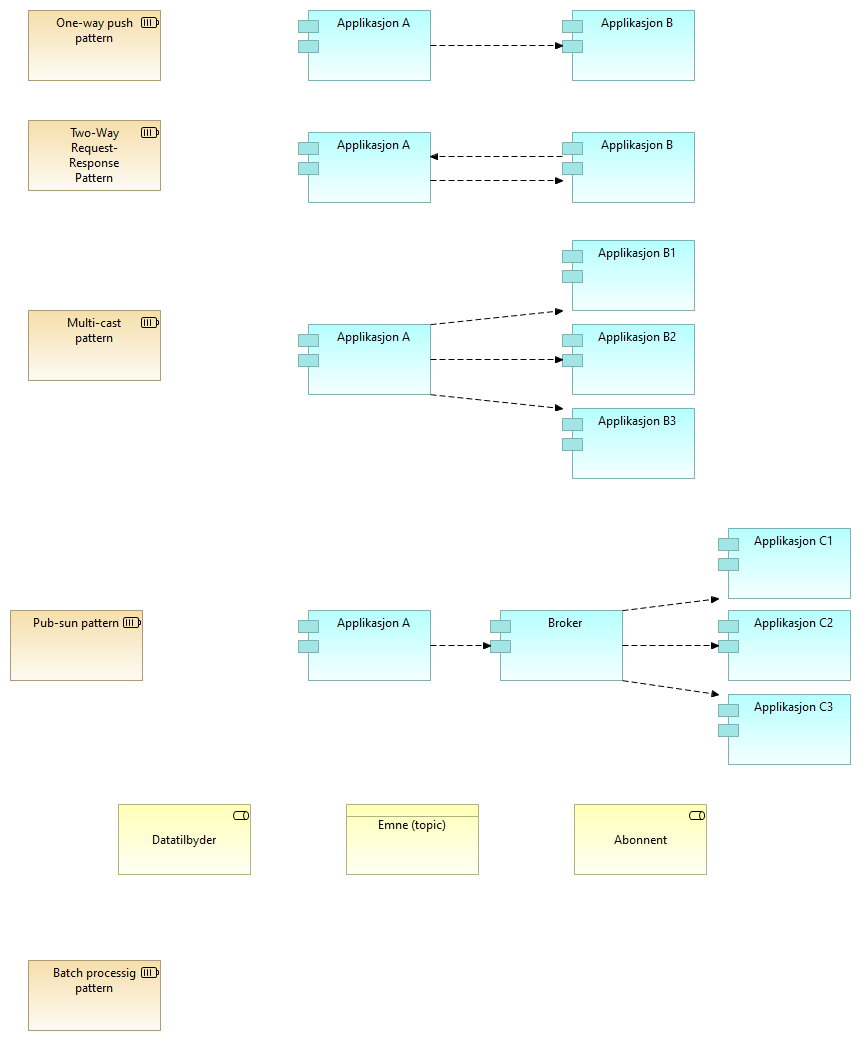 One-way push
pattern
Applikasjon A
Applikasjon B
Two-Way
Request-
Response
Pattern
Applikasjon A
Applikasjon B
Applikasjon B1
Multi-cast
pattern
Applikasjon A
Applikasjon B2
Applikasjon B3
Applikasjon C1
Pub-sun pattern
Applikasjon A
Broker
Applikasjon C2
Applikasjon C3
Datatilbyder
Emne (topic)
Abonnent
Batch processig
pattern